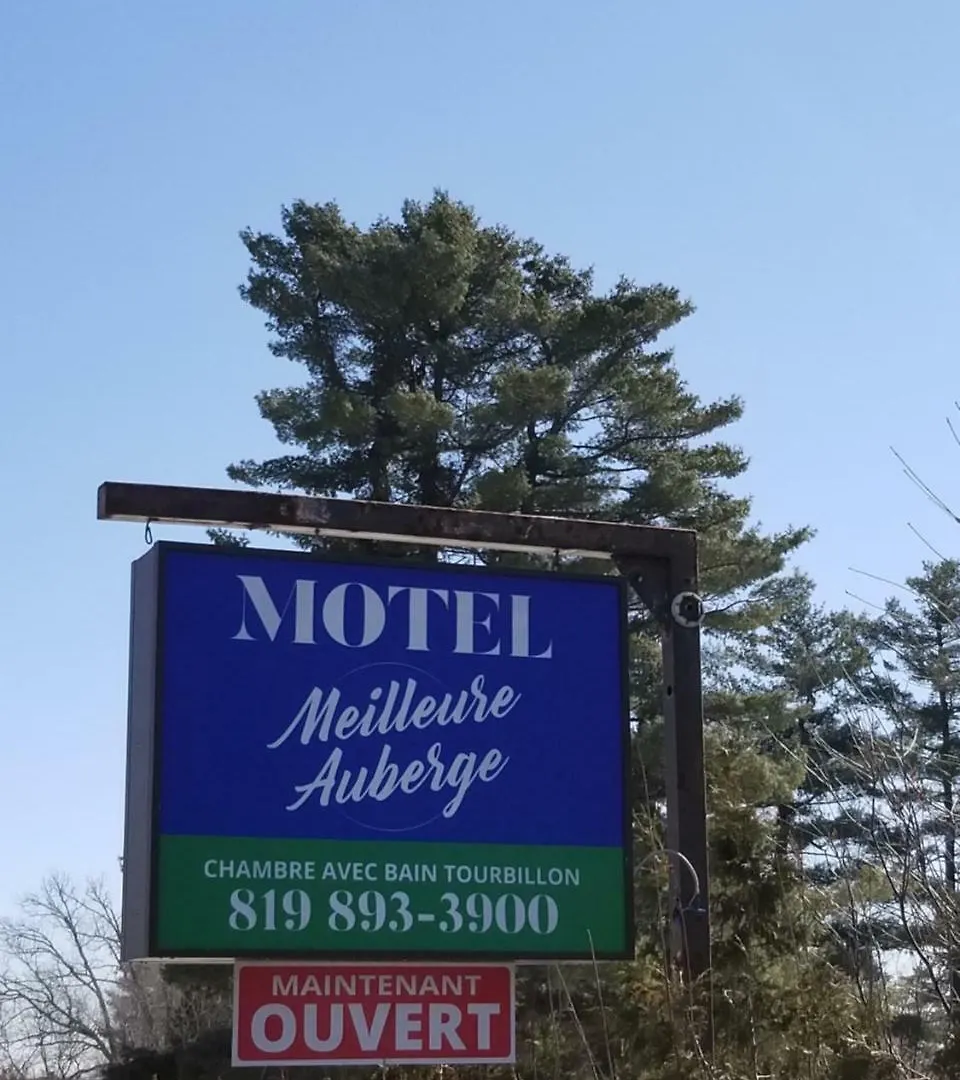 MOTEL
Meilleure
Auberge
CHAMBRE AVEC BAIN TOURBILLON
819 893-3900
MAINTENANT
OUVERT